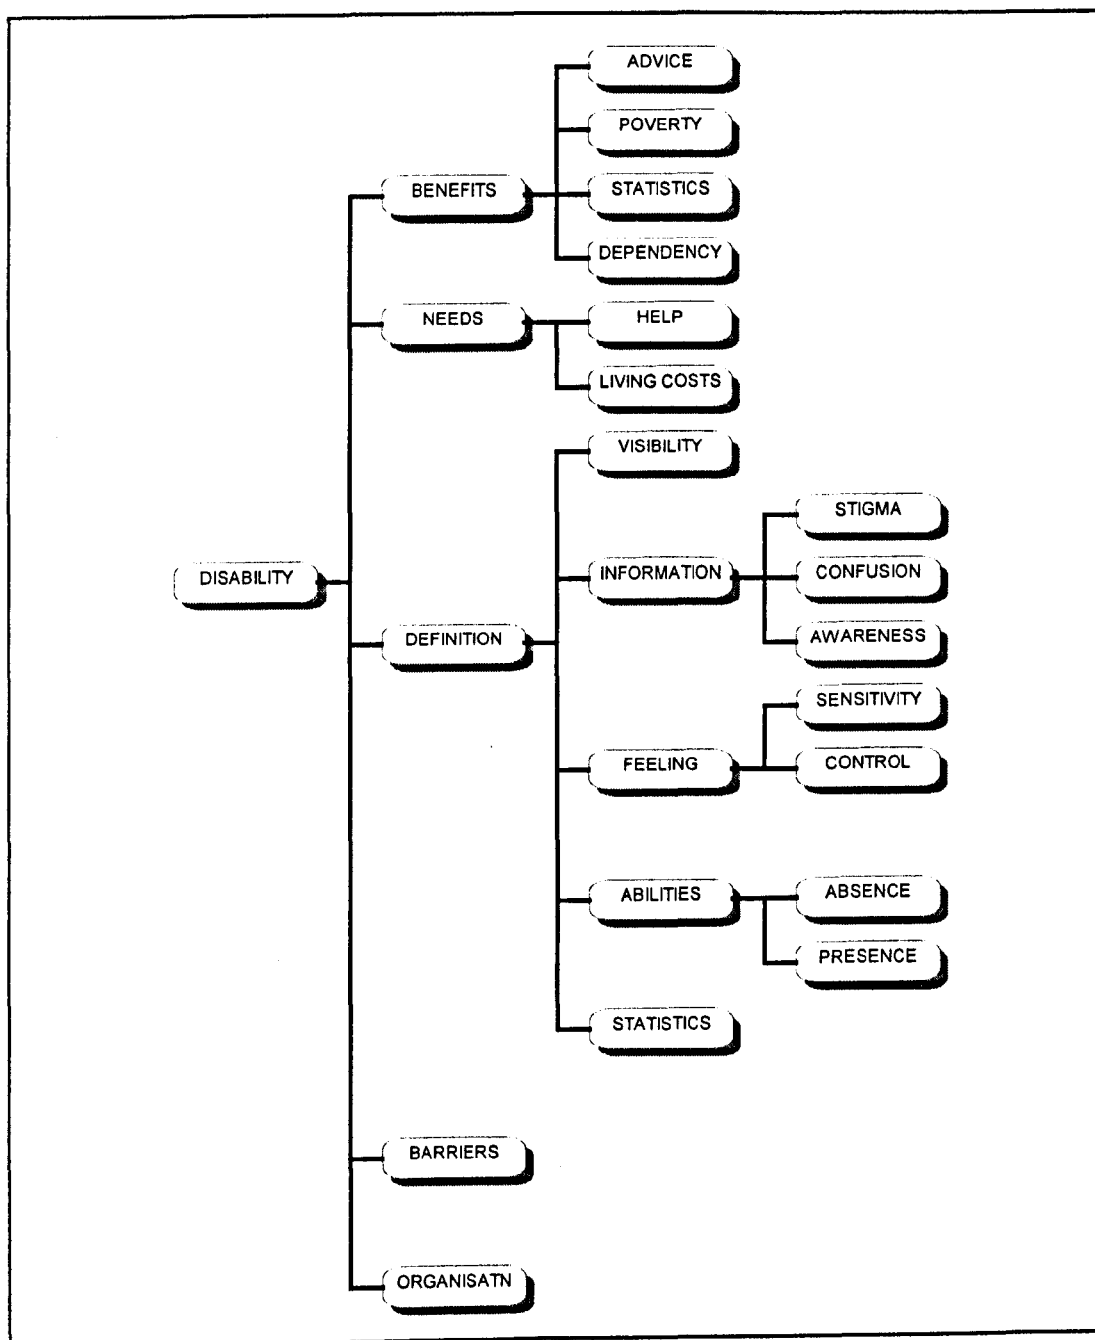 ADVICE
POVERTY
BENEFITS
STATISTICS
DEPENDENCY
NEEDS
HELP
LIVING COSTS
VISIBILITY
STIGMA
DISABILITY
INFORMATION
CONFUSION
DEFINITION
AWARENESS
SENSITIVITY
FEELING
CONTROL
ABILITIES
ABSENCE
PRESENCE
STATISTICS
BARRIERS
ORGANISATN